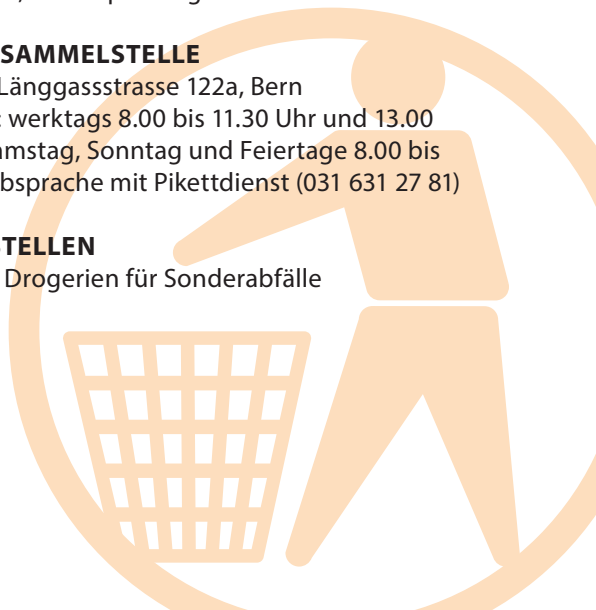 SAMMELSTELLE
Länggassstrasse 122a, Bern
: werktags 8.00 bis 11.30 Uhr und 13.00
mstag, Sonntag und Feiertage 8.00 bis
bsprache mit Pikettdienst (031 631 27 81)
STELLEN
Drogerien für Sonderabfälle